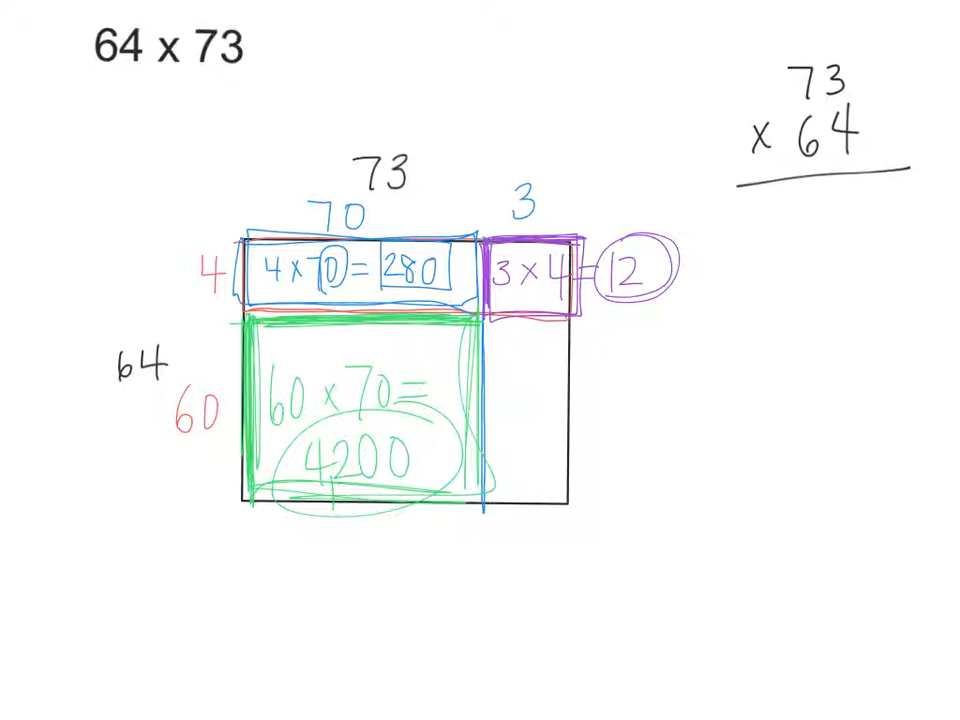 64 x 73
73
x 64
73
70
3
4
4 x 70 = 280
3 x 4 = 12
64
60
60 x 70 =
4200